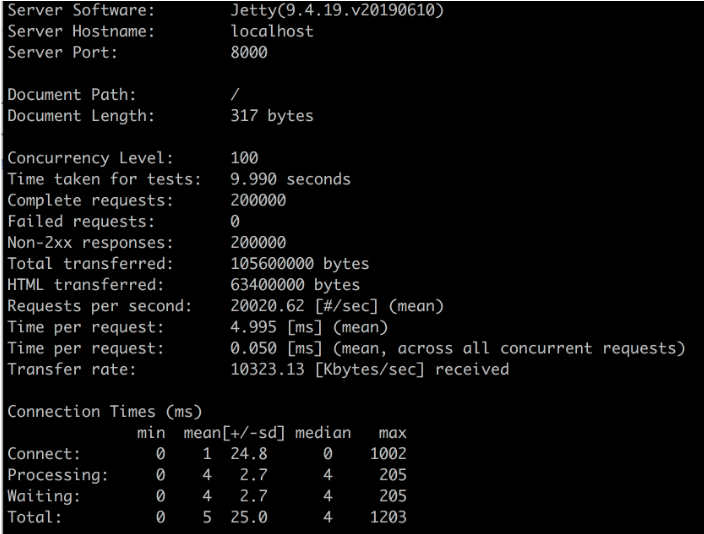 Server Software: Jetty(9.4.19.v20190610)
Server Hostname: localhost
Server Port: 8000
Document Path: /
Document Length: 317 bytes
Concurrency Level: 100
Time taken for tests: 9.990 seconds
Complete requests: 200000
Failed requests: 0
Non-2xx responses: 200000
Total transferred: 105600000 bytes
HTML transferred: 63400000 bytes
Requests per second: 20020.62 [#/sec] (mean)
Time per request: 4.995 [ms] (mean)
Time per request: 0.050 [ms] (mean, across all concurrent requests)
Transfer rate: 10323.13 [Kbytes/sec] received
Connection Times (ms)
min mean[+/-sd] median max
Connect: 0 1 24.8 0 1002
Processing: 0 4 2.7 4 205
Waiting: 0 4 2.7 4 205
Total: 0 5 25.0 4 1203